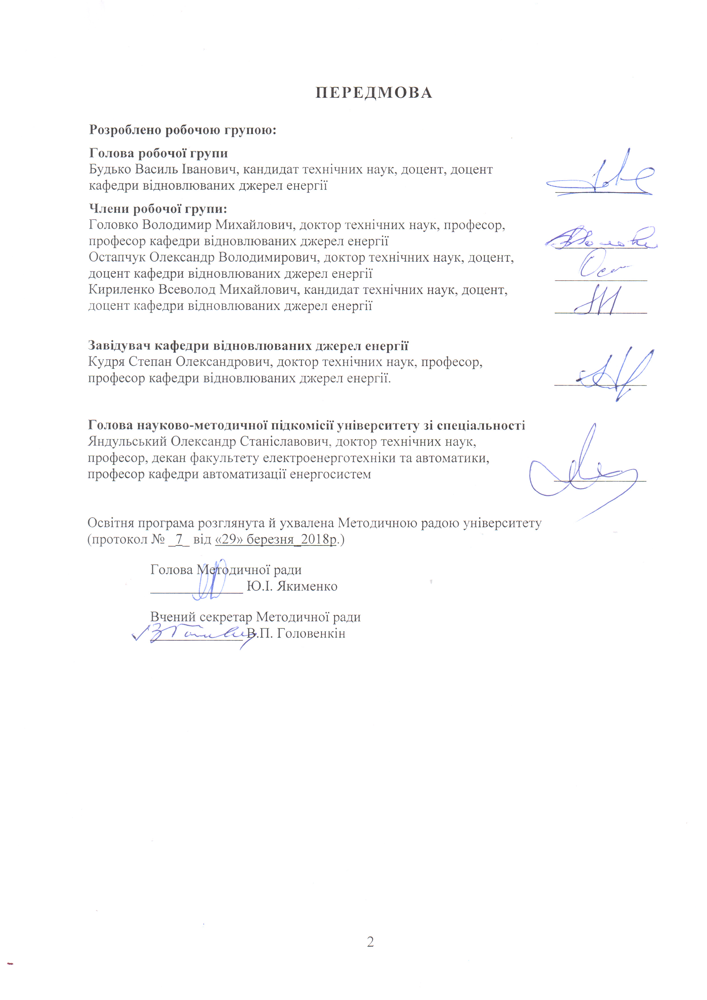 ПЕРЕДМОВА
Розроблено робочою групою:
Голова робочої групи
Будько Василь Іванович, кандидат технічних наук, доцент, доцент
кафедри відновлюваних джерел енергії
Члени робочої групи:
Головко Володимир Михайлович, доктор технічних наук, професор,
професор кафедри відновлюваних джерел енергії
Остапчук Олександр Володимирович, доктор технічних наук, доцент,
доцент кафедри відновлюваних джерел енергії
Кириленко Всеволод Михайлович, кандидат технічних наук, доцент,
доцент кафедри відновлюваних джерел енергії
Завідувач кафедри відновлюваних джерел енергії
Кудря Степан Олександрович, доктор технічних наук, професор,
професор кафедри відновлюваних джерел енергії.
Голова науково-методичної підкомісії університету зі спеціальності
Яндульський Олександр Станіславович, доктор технічних наук,
професор, декан факультету електроенерготехніки та автоматики,
професор кафедри автоматизації енергосистем
Освітня програма розглянута й ухвалена Методичною радою університету
(протокол № _7_ від «29» березня_2018р.)
Голова Методичної ради
Ю.І. Якименко
Вчений секретар Методичної ради
В.П. Головенкін
2